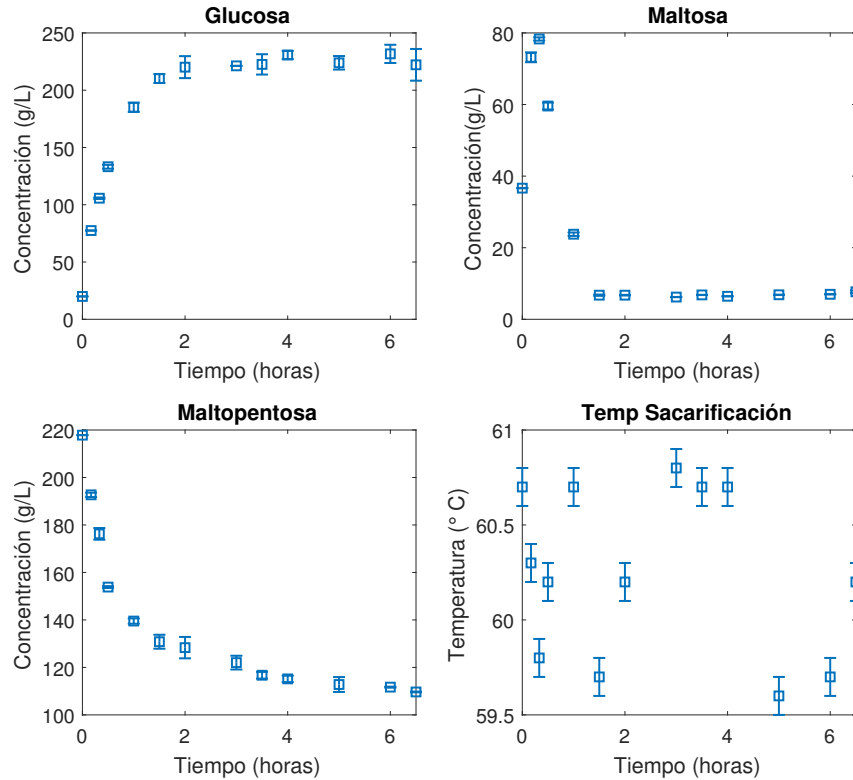 Glucosa
Concentración (g/L)
250
200
150
100
50
0
0 2 4 6
Tiempo (horas)
Maltosa
Concentración(g/L)
80
60
40
20
0
0 2 4 6
Tiempo (horas)
Maltopentosa
Concentración (g/L)
220
200
180
160
140
120
100
0 2 4 6
Tiempo (horas)
Temp Sacarificación
Temperatura (° C)
61
60.5
60
59.5
0 2 4 6
Tiempo (horas)